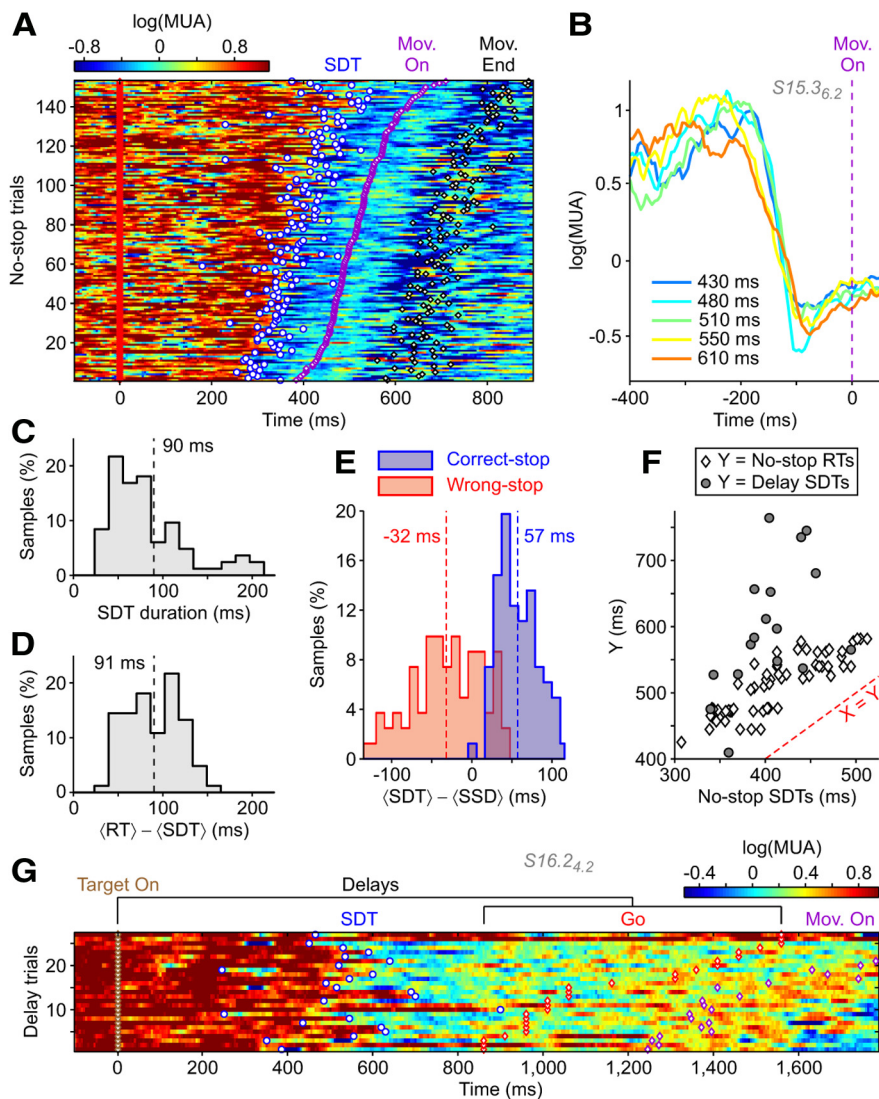 A
log(MUA)
-0.8 0 0.8
SDT
Mov. On
Mov. End
No-stop trials
140
120
100
80
60
40
20
0 200 400 600 800
Time (ms)
B
Mov. On
S15.3 6.2
log(MUA)
1
0.5
0
-0.5
430 ms
480 ms
510 ms
550 ms
610 ms
-400 -200 0
Time (ms)
C
90 ms
Samples (%)
20
10
0
0 100 200
SDT duration (ms)
D
91 ms
Samples (%)
20
10
0
0 100 200
⟨RT⟩ – ⟨SDT⟩ (ms)
E
Correct-stop
Wrong-stop
-32 ms
57 ms
Samples (%)
20
16
12
8
4
0
-100 0 100
⟨SDT⟩ – ⟨SSD⟩ (ms)
F
Y = No-stop RTs
Y = Delay SDTs
Y (ms)
700
600
500
400
X = Y
300 400 500
No-stop SDTs (ms)
G
S16.2 4.2
log(MUA)
-0.4 0 0.4 0.8
Target On
Delays
SDT
Go
Mov. On
Delay trials
20
10
0 200 400 600 800 1,000 1,200 1,400 1,600
Time (ms)